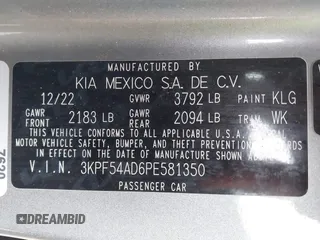 MANUFACTURED BY
KIA MEXICO S.A. DE C.V.
12/22 GVWR 3792 LB PAINT KLG
GAWR FRONT 2183 LB GAWR REAR 2094 LB TRIM WK
THIS VEHICLE CONFORMS TO ALL APPLICABLE U.S.A. FEDERAL
MOTOR VEHICLE SAFETY, BUMPER, AND THEFT PREVENTION STANDARDS
IN EFFECT ON THE DATE OF MANUFACTURE SHOWN ABOVE.
V.I.N. 3KPF54AD6PE581350
PASSENGER CAR
DREAMBID